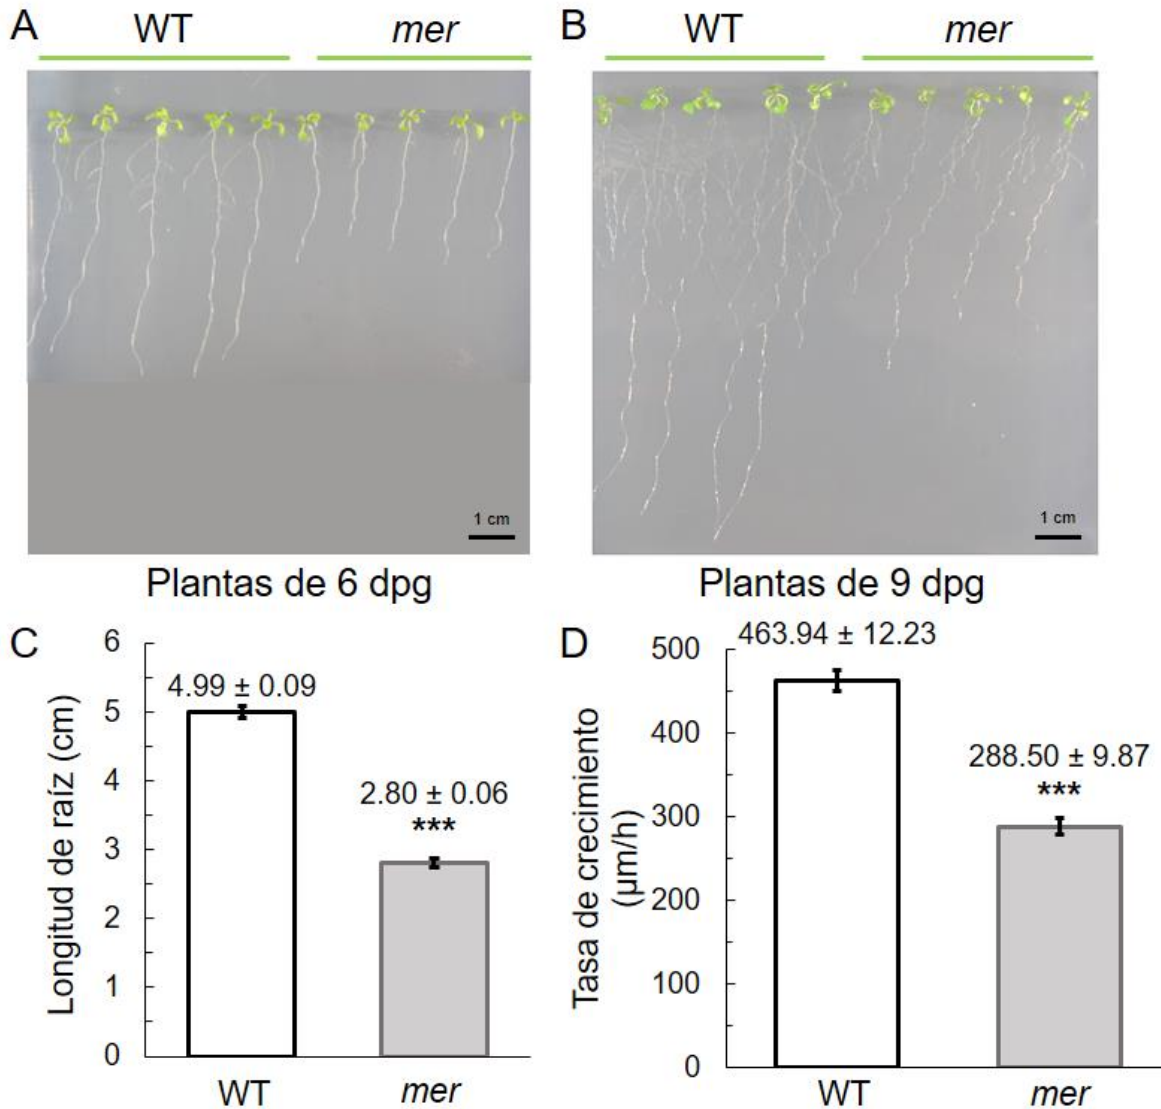 A
WT
mer
B
WT
mer
1 cm
1 cm
Plantas de 6 dpg
Plantas de 9 dpg
C
Longitud de raíz (cm)
6
5
4
3
2
1
0
4.99 ± 0.09
2.80 ± 0.06
***
WT
mer
D
Tasa de crecimiento
(µm/h)
500
400
300
200
100
0
463.94 ± 12.23
288.50 ± 9.87
***
WT
mer